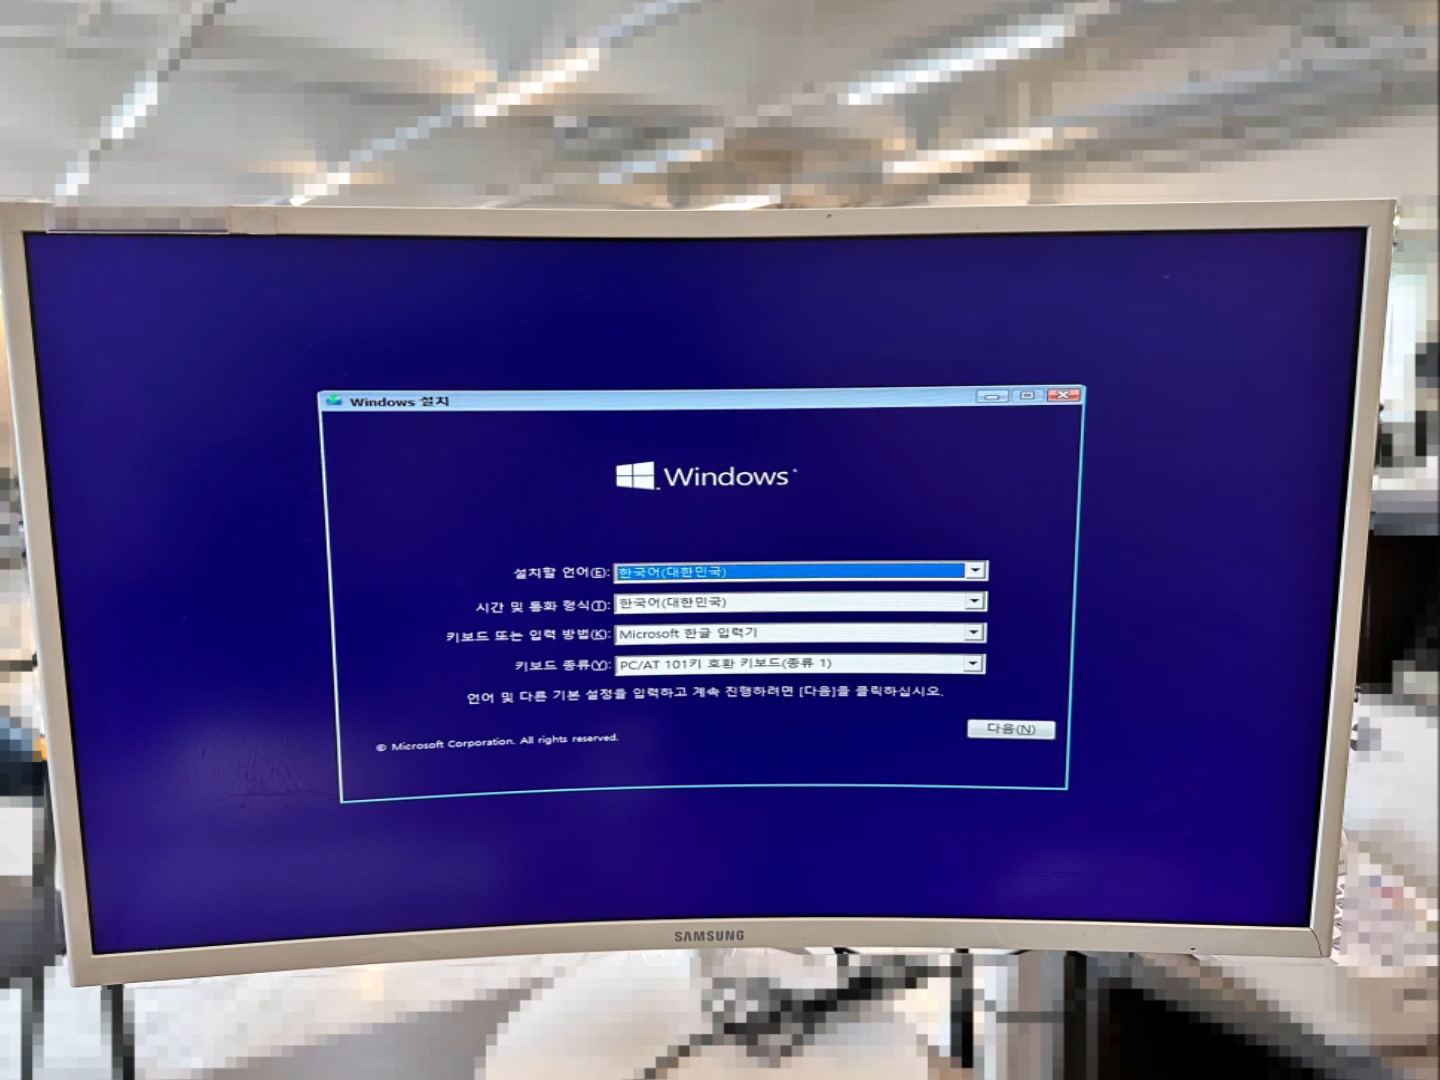 Windows 설치
Windows
설치할 언어(E): 한국어(대한민국)
시간 및 통화 형식(T): 한국어(대한민국)
키보드 또는 입력 방법(K): Microsoft 한글 입력기
키보드 종류(Y): PC/AT 101키 호환 키보드(종류 1)
언어 및 다른 기본 설정을 입력하고 계속 진행하려면 [다음]을 클릭하십시오.
© Microsoft Corporation. All rights reserved.
다음(N)
SAMSUNG